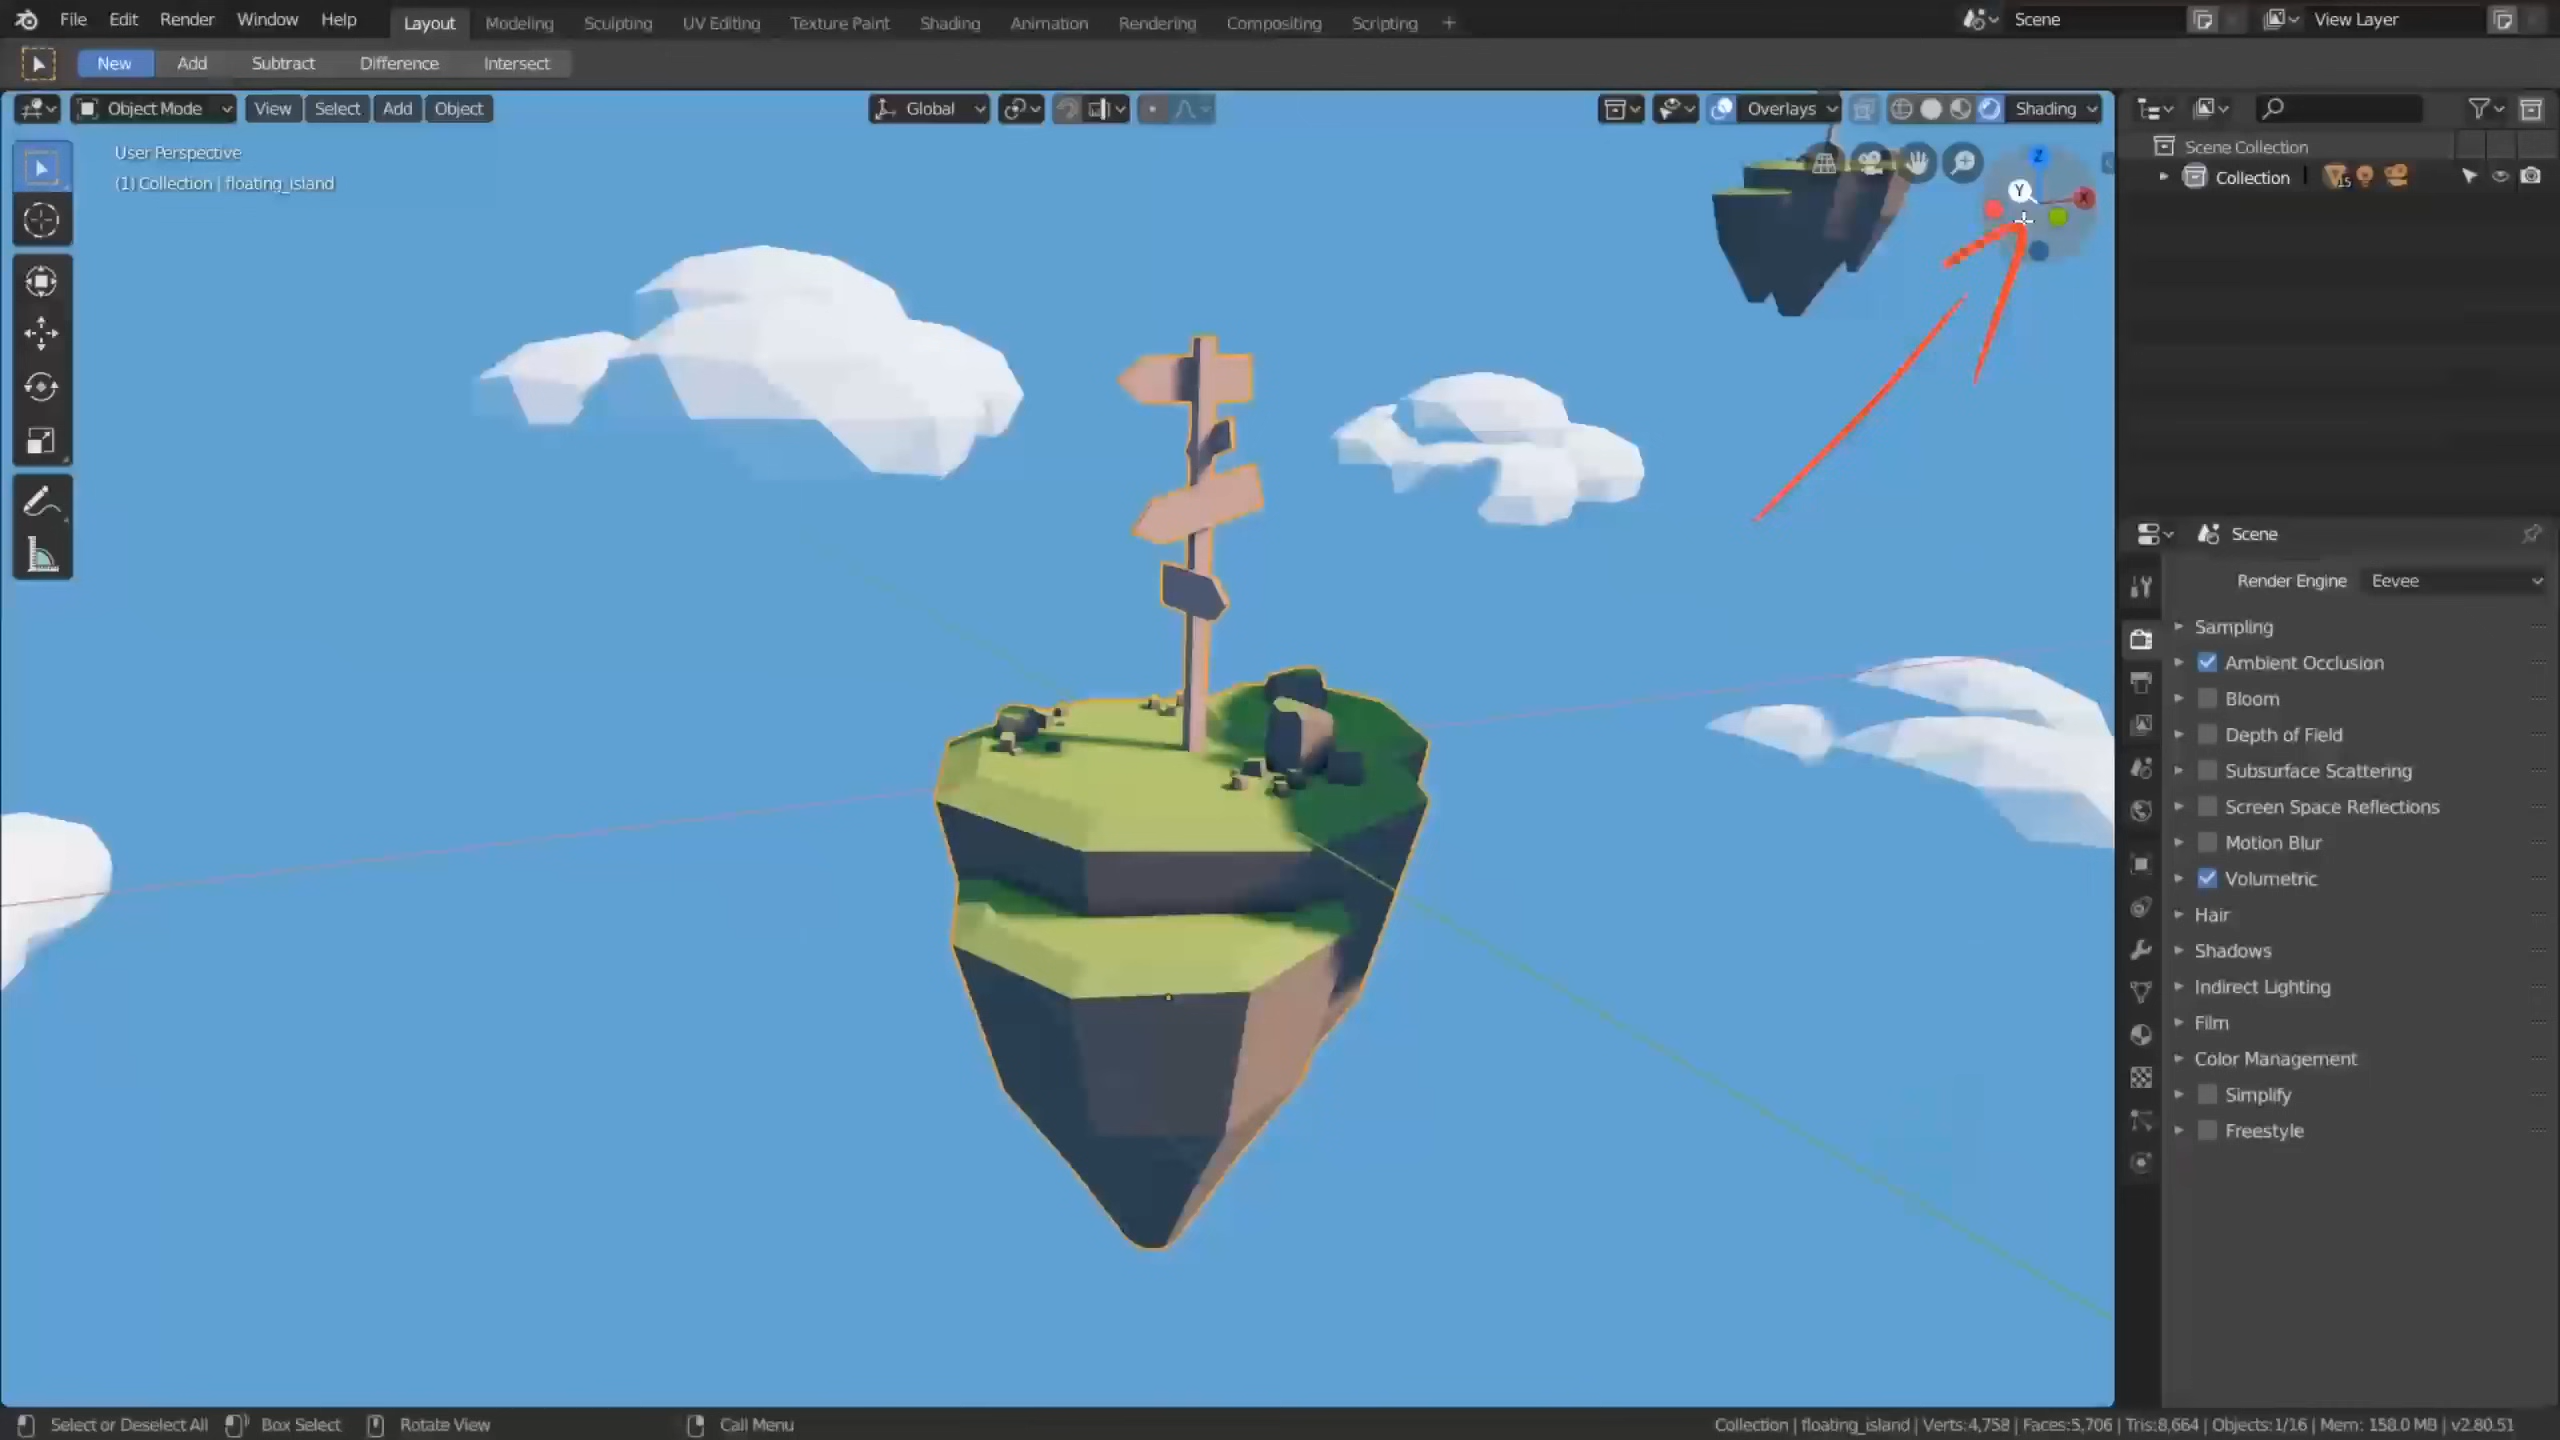 File Edit Render Window Help Layout Modeling Sculpting UV Editing Texture Paint Shading Animation Rendering Compositing Scripting + Scene View Layer
New Add Subtract Difference Intersect
Object Mode View Select Add Object Global Overlays Shading
User Perspective
(1) Collection | floating_island
Z
Y
X
Scene Collection
Collection 15
Scene
Render Engine Eevee
Sampling
Ambient Occlusion
Bloom
Depth of Field
Subsurface Scattering
Screen Space Reflections
Motion Blur
Volumetric
Hair
Shadows
Indirect Lighting
Film
Color Management
Simplify
Freestyle
Select or Deselect All Box Select Rotate View Call Menu Collection | floating_island | Verts:4,758 | Faces:5,706 | Tris:8,664 | Objects:1/16 | Mem: 158.0 MB | v2.80.51